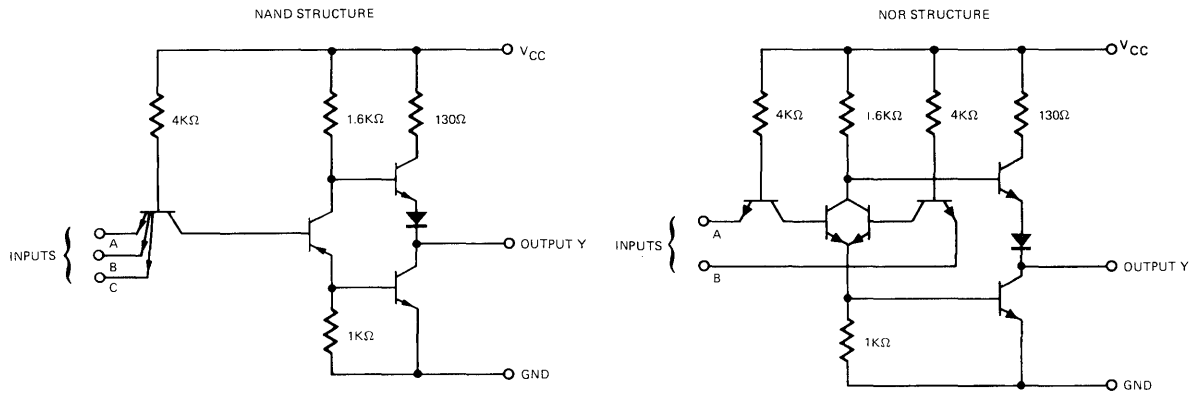 NAND STRUCTURE
VCC
4KΩ
1.6KΩ
130Ω
INPUTS
A
B
C
OUTPUT Y
1KΩ
GND
NOR STRUCTURE
VCC
4KΩ
1.6KΩ
4KΩ
130Ω
INPUTS
A
B
OUTPUT Y
1KΩ
GND